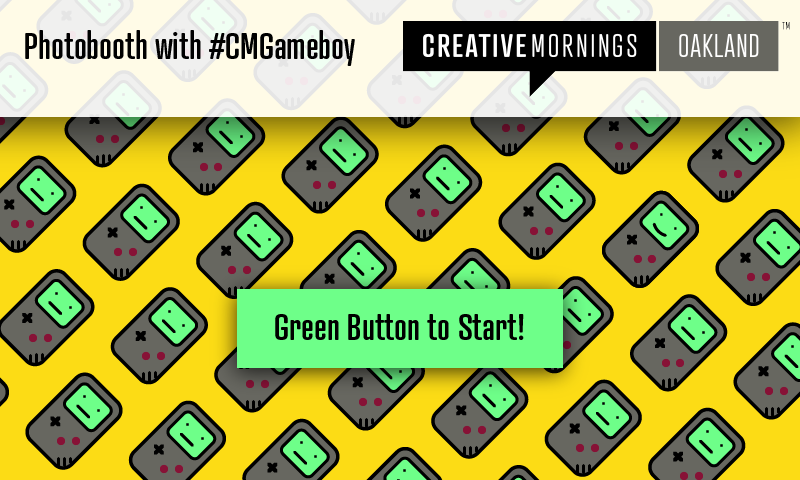 Photobooth with #CMGameboy
CREATIVEMORNINGS OAKLAND ™
Green Button to Start!